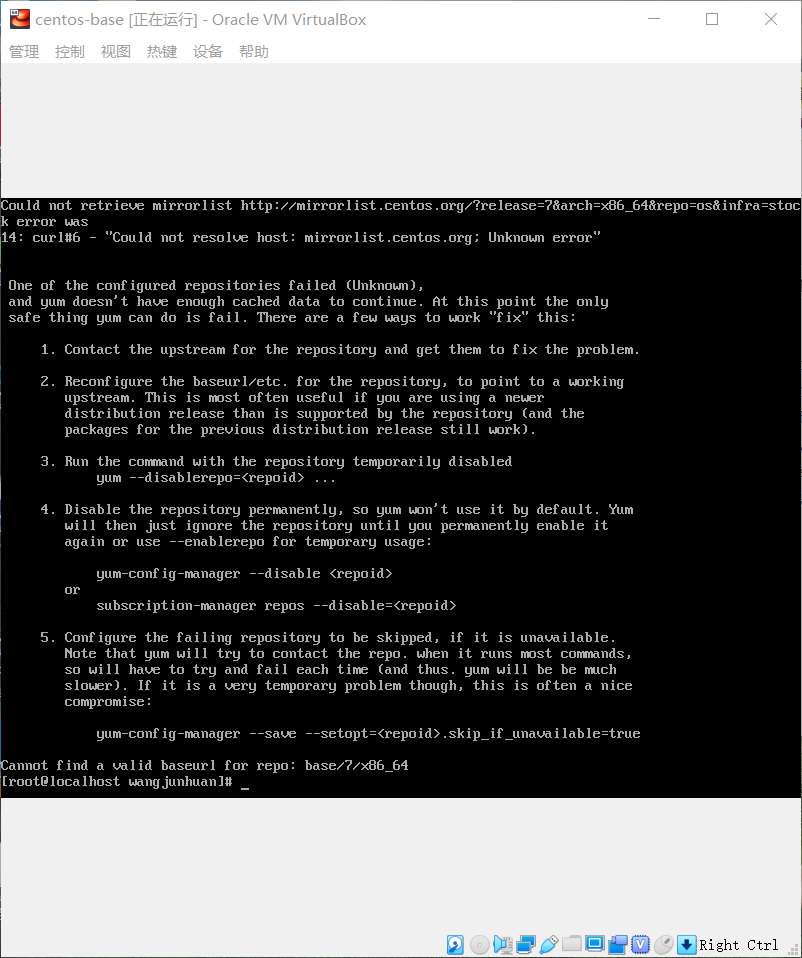 centos-base [正在运行] - Oracle VM VirtualBox
管理 控制 视图 热键 设备 帮助
Could not retrieve mirrorlist http://mirrorlist.centos.org/?release=7&arch=x86_64&repo=os&infra=stoc
k error was
14: curl#6 - "Could not resolve host: mirrorlist.centos.org; Unknown error"
One of the configured repositories failed (Unknown),
and yum doesn't have enough cached data to continue. At this point the only
safe thing yum can do is fail. There are a few ways to work "fix" this:
1. Contact the upstream for the repository and get them to fix the problem.
2. Reconfigure the baseurl/etc. for the repository, to point to a working
upstream. This is most often useful if you are using a newer
distribution release than is supported by the repository (and the
packages for the previous distribution release still work).
3. Run the command with the repository temporarily disabled
yum --disablerepo=<repoid> ...
4. Disable the repository permanently, so yum won't use it by default. Yum
will then just ignore the repository until you permanently enable it
again or use --enablerepo for temporary usage:
yum-config-manager --disable <repoid>
or
subscription-manager repos --disable=<repoid>
5. Configure the failing repository to be skipped, if it is unavailable.
Note that yum will try to contact the repo. when it runs most commands,
so will have to try and fail each time (and thus. yum will be be much
slower). If it is a very temporary problem though, this is often a nice
compromise:
yum-config-manager --save --setopt=<repoid>.skip_if_unavailable=true
Cannot find a valid baseurl for repo: base/7/x86_64
[root@localhost wangjunhuan]# _
Right Ctrl